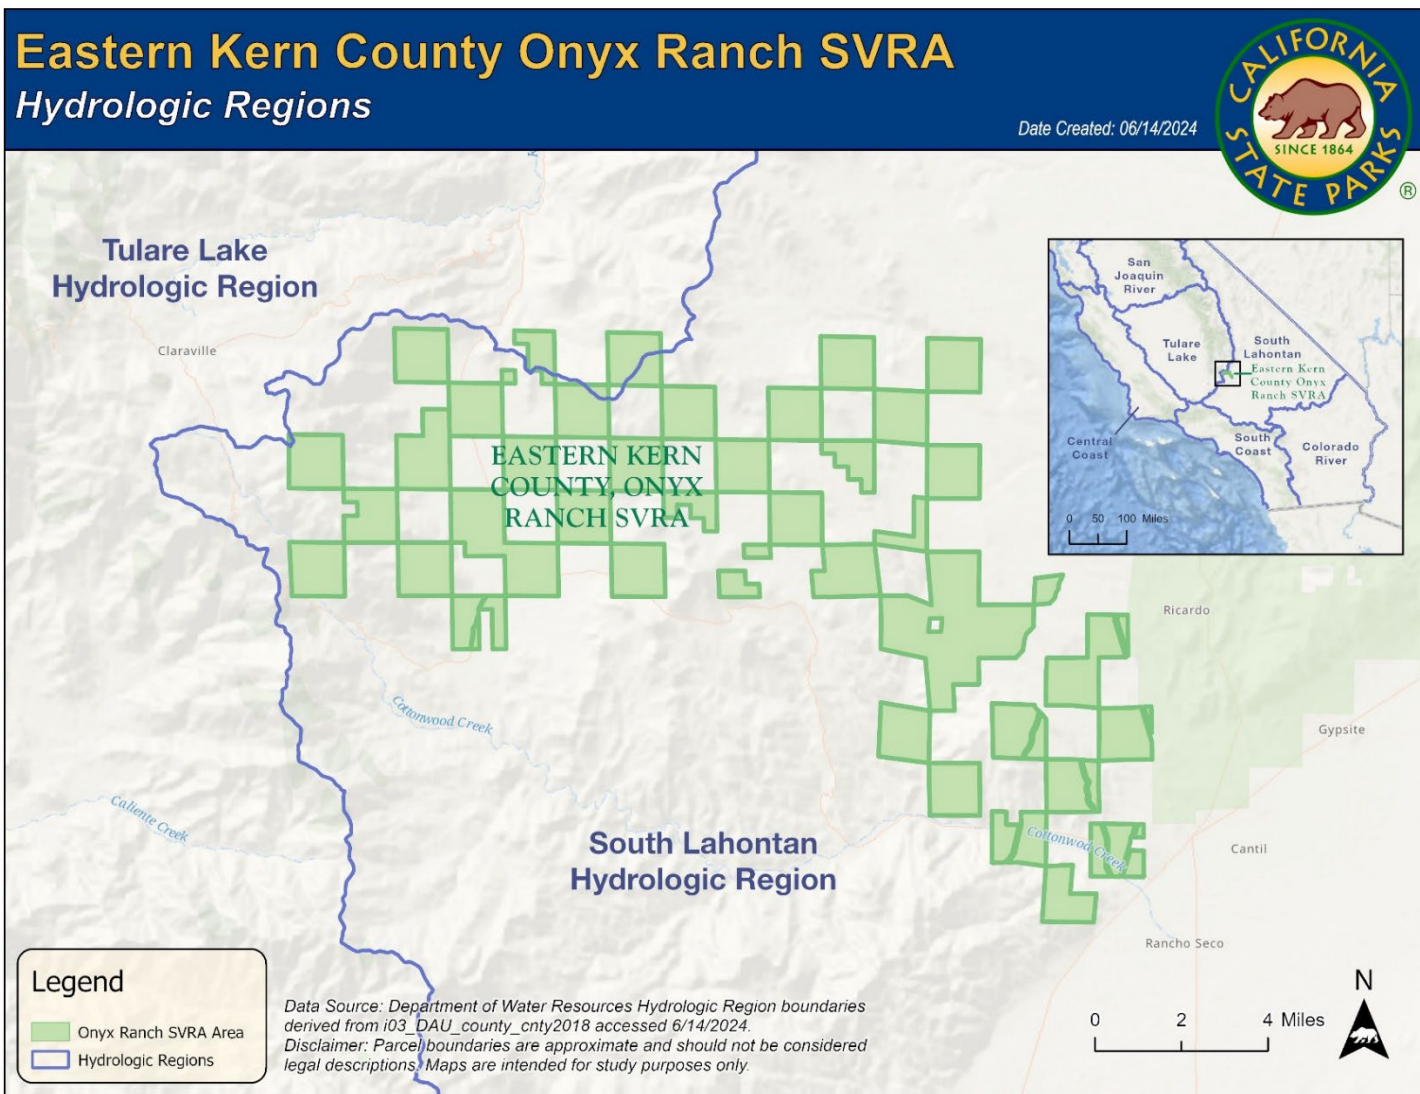 Eastern Kern County Onyx Ranch SVRA
Hydrologic Regions
Date Created: 06/14/2024
CALIFORNIA
SINCE 1864
STATE PARKS
®
Tulare Lake
Hydrologic Region
Claraville
EASTERN KERN
COUNTY, ONYX
RANCH SVRA
San
Joaquin
River
Tulare
Lake
South
Lahontan
Eastern Kern
County Onyx
Ranch SVRA
Central
Coast
South
Coast
Colorado
River
0 50 100 Miles
Ricardo
Gypsite
Cottonwood Creek
Caliente Creek
South Lahontan
Hydrologic Region
Cottonwod Creek
Cantil
Rancho Seco
Legend
Onyx Ranch SVRA Area
Hydrologic Regions
Data Source: Department of Water Resources Hydrologic Region boundaries
derived from i03_DAU_county_cnty2018 accessed 6/14/2024.
Disclaimer: Parcel boundaries are approximate and should not be considered
legal descriptions. Maps are intended for study purposes only.
0 2 4 Miles
N